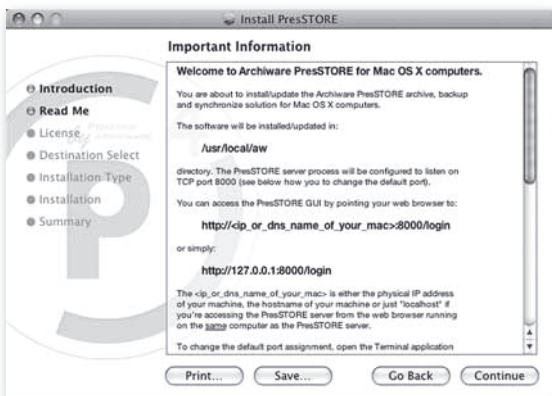 Install PresSTORE
Important Information
Introduction
Read Me
License
Destination Select
Installation Type
Installation
Summary
Welcome to Archiware PresSTORE for Mac OS X computers.
You are about to install/update the Archiware PresSTORE archive, backup
and synchronize solution for Mac OS X computers.
The software will be installed/updated in:
/usr/local/aw
directory. The PresSTORE server process will be configured to listen on
TCP port 8000 (see below how you to change the default port).
You can access the PresSTORE GUI by pointing your web browser to:
http://<ip_or_dns_name_of_your_mac>:8000/login
or simply:
http://127.0.0.1:8000/login
The <ip_or_dns_name_of_your_mac> is either the physical IP address
of your machine, the hostname of your machine or just "localhost" if
you're accessing the PresSTORE server from the web browser running
on the same computer as the PresSTORE server.
To change the default port assignment, open the Terminal application
Print...
Save...
Go Back
Continue